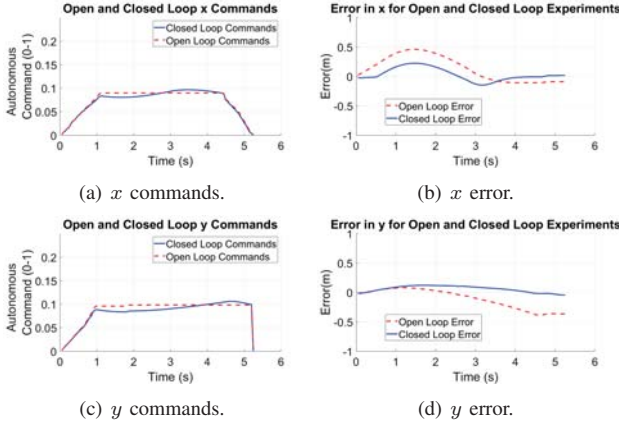 Open and Closed Loop x Commands
Closed Loop Commands
Open Loop Commands
Autonomous
Command (0-1)
0.2
0.15
0.1
0.05
0
0 1 2 3 4 5 6
Time (s)
(a) x commands.
Error in x for Open and Closed Loop Experiments
Error(m)
1
0.5
0
-0.5
-1
Open Loop Error
Closed Loop Error
0 1 2 3 4 5 6
Time (s)
(b) x error.
Open and Closed Loop y Commands
Closed Loop Commands
Open Loop Commands
Autonomous
Command (0-1)
0.2
0.15
0.1
0.05
0
0 1 2 3 4 5 6
Time (s)
(c) y commands.
Error in y for Open and Closed Loop Experiments
Error(m)
1
0.5
0
-0.5
-1
Open Loop Error
Closed Loop Error
0 1 2 3 4 5 6
Time (s)
(d) y error.